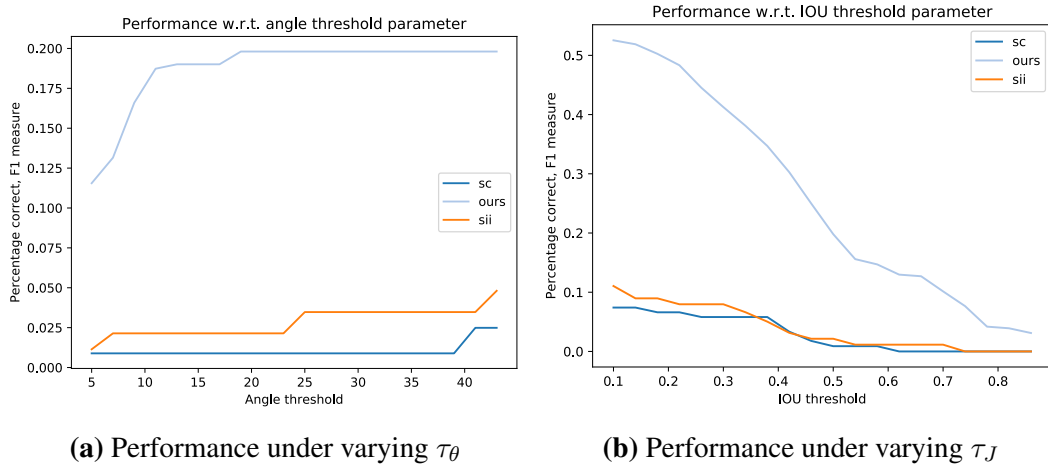 Performance w.r.t. angle threshold parameter
Percentage correct, F1 measure
0.200
0.175
0.150
0.125
0.100
0.075
0.050
0.025
0.000
sc
ours
sii
5 10 15 20 25 30 35 40
Angle threshold
(a) Performance under varying τθ
Performance w.r.t. IOU threshold parameter
Percentage correct, F1 measure
0.5
0.4
0.3
0.2
0.1
0.0
sc
ours
sii
0.1 0.2 0.3 0.4 0.5 0.6 0.7 0.8
IOU threshold
(b) Performance under varying τJ